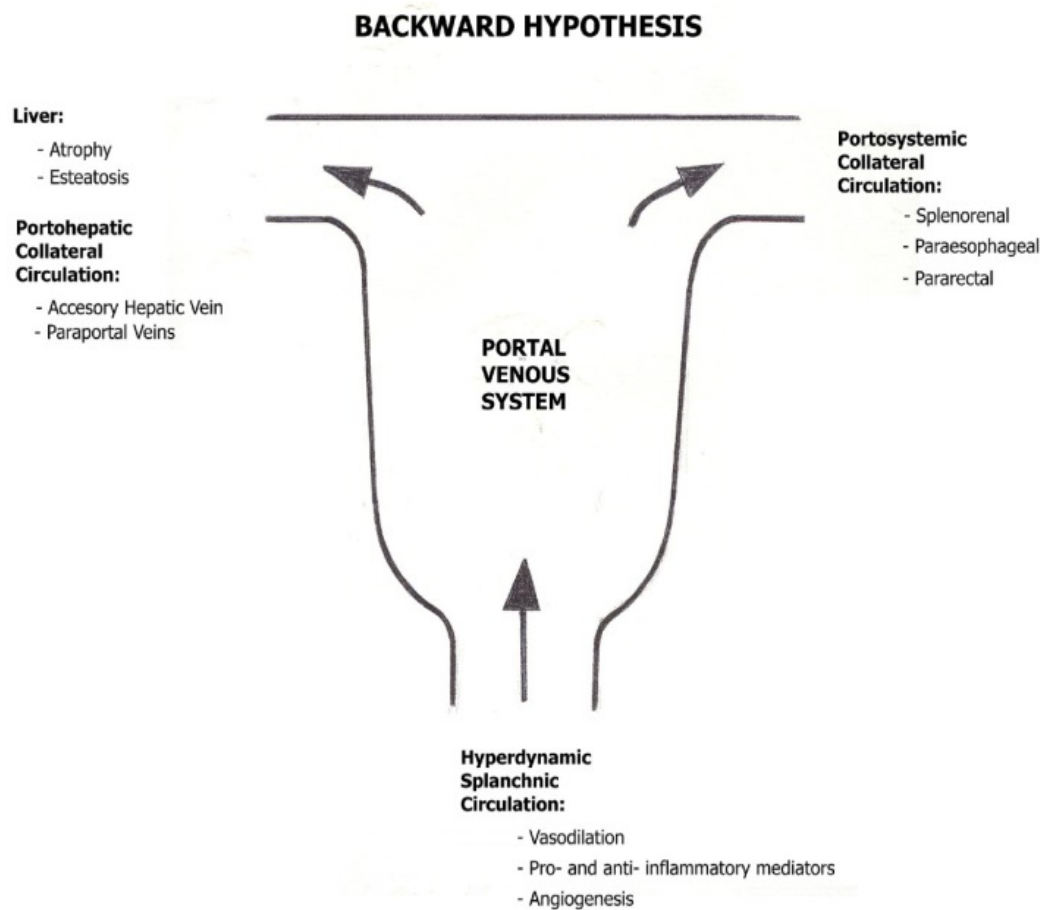 BACKWARD HYPOTHESIS
Liver:
- Atrophy
- Esteatosis
Portohepatic
Collateral
Circulation:
- Accesory Hepatic Vein
- Paraportal Veins
Portosystemic
Collateral
Circulation:
- Splenorenal
- Paraesophageal
- Pararectal
PORTAL
VENOUS
SYSTEM
Hyperdynamic
Splanchnic
Circulation:
- Vasodilation
- Pro- and anti- inflammatory mediators
- Angiogenesis